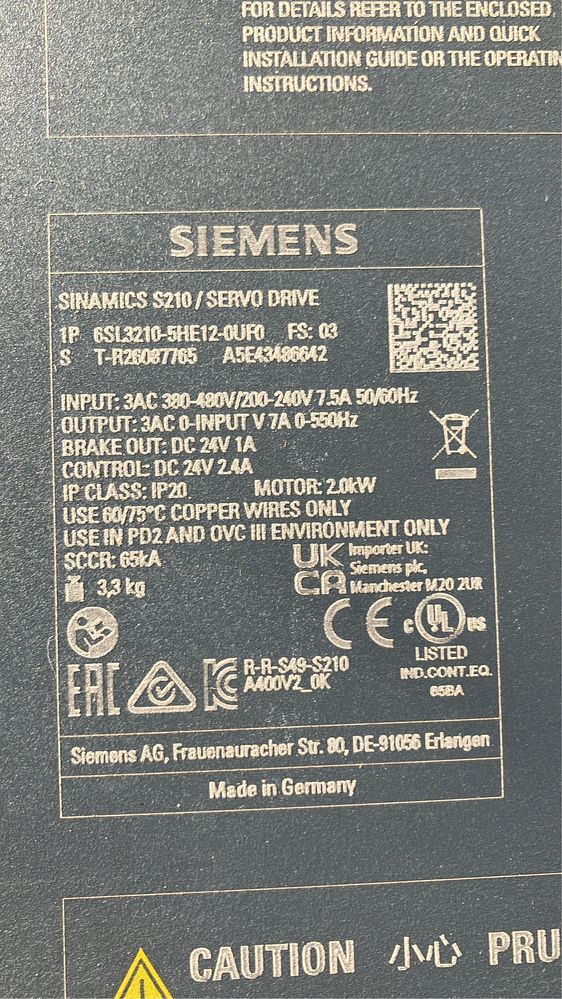 FOR DETAILS REFER TO THE ENCLOSED
PRODUCT INFORMATION AND QUICK
INSTALLATION GUIDE OR THE OPERATIN
INSTRUCTIONS.
SIEMENS
SINAMICS S210 / SERVO DRIVE
1P 6SL3210-5HE12-0UF0 FS: 03
S T-R26087765 A5E43486642
INPUT: 3AC 380-480V/200-240V 7.5A 50/60Hz
OUTPUT: 3AC 0-INPUT V 7A 0-550Hz
BRAKE OUT: DC 24V 1A
CONTROL: DC 24V 2.4A
IP CLASS: IP20 MOTOR: 2.0kW
USE 60/75°C COPPER WIRES ONLY
USE IN PD2 AND OVC III ENVIRONMENT ONLY
SCCR: 65kA
UK CA Importer UK:
Siemens plc,
Manchester M20 2UR
3,3 kg
CE c UL us
LISTED
IND.CONT.EQ.
65BA
EAC KC R-R-S49-S210
A400V2_0K
Siemens AG, Frauenauracher Str. 80, DE-91056 Erlangen
Made in Germany
CAUTION 小心 PRU